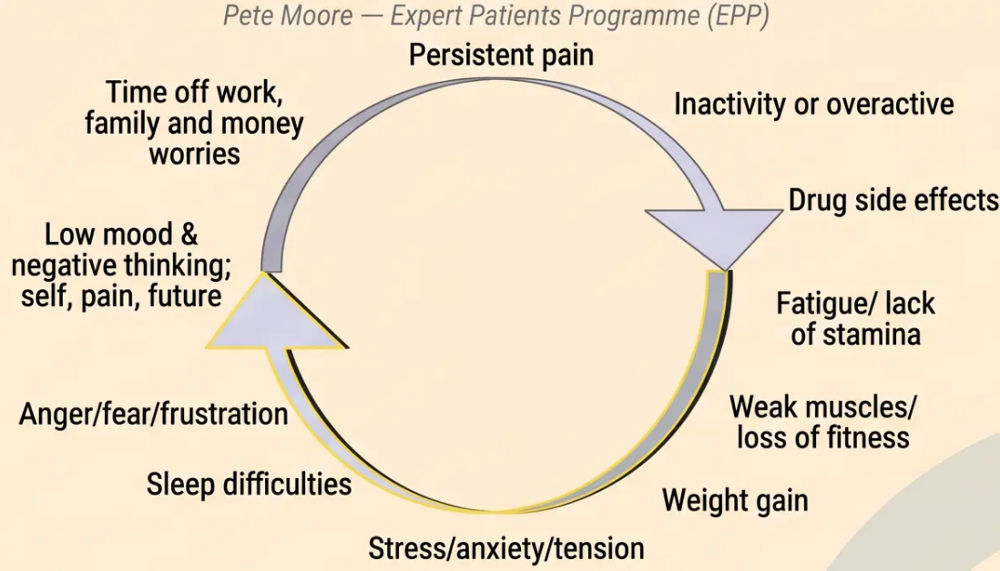 Pete Moore — Expert Patients Programme (EPP)
Persistent pain
Inactivity or overactive
Drug side effects
Fatigue/ lack
of stamina
Weak muscles/
loss of fitness
Weight gain
Stress/anxiety/tension
Sleep difficulties
Anger/fear/frustration
Low mood &
negative thinking;
self, pain, future
Time off work,
family and money
worries